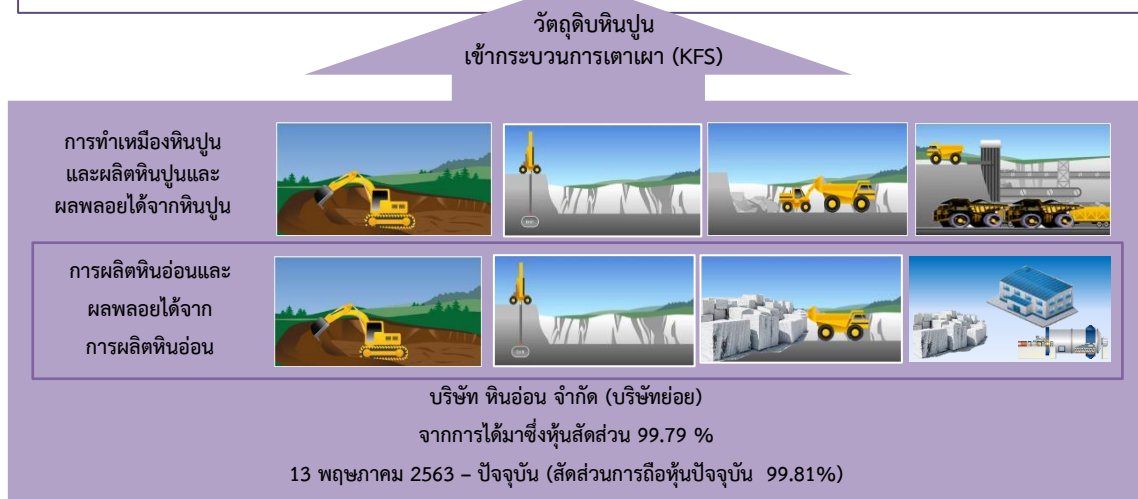 วัตถุดิบหินปูน
เข้ากระบวนการเตาเผา (KFS)
การทำเหมืองหินปูน
และผลิตหินปูนและ
ผลพลอยได้จากหินปูน
การผลิตหินอ่อนและ
ผลพลอยได้จาก
การผลิตหินอ่อน
บริษัท หินอ่อน จำกัด (บริษัทย่อย)
จากการได้มาซึ่งหุ้นสัดส่วน 99.79 %
13 พฤษภาคม 2563 – ปัจจุบัน (สัดส่วนการถือหุ้นปัจจุบัน 99.81%)